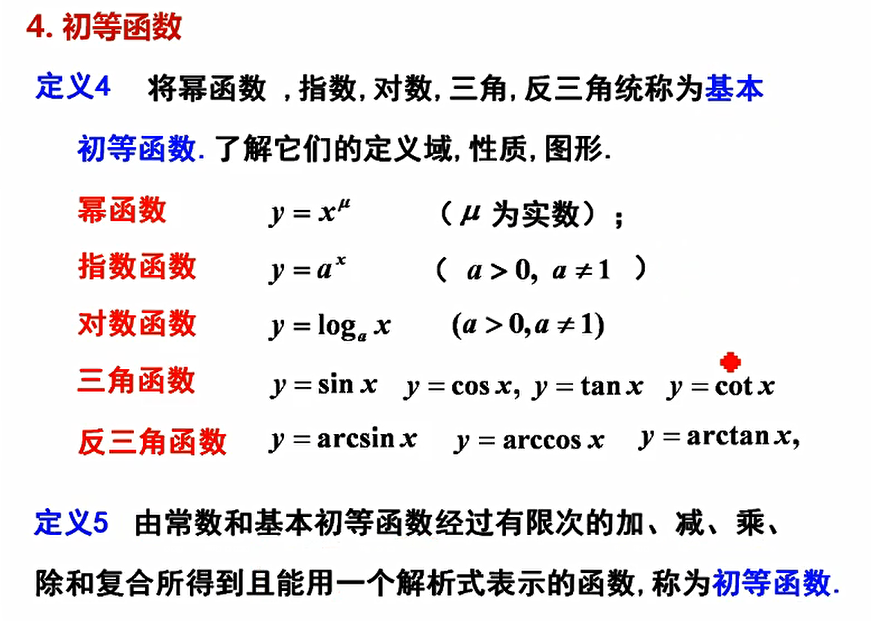 4. 初等函数
定义4 将幂函数 ,指数,对数,三角,反三角统称为基本
初等函数.了解它们的定义域,性质,图形.
幂函数 y = x^μ （ μ 为实数）;
指数函数 y = a^x （ a > 0, a ≠ 1 ）
对数函数 y = log_a x (a > 0, a ≠ 1)
三角函数 y = sin x y = cos x, y = tan x y = cot x
反三角函数 y = arcsin x y = arccos x y = arctan x,
定义5 由常数和基本初等函数经过有限次的加、减、乘、
除和复合所得到且能用一个解析式表示的函数,称为初等函数.